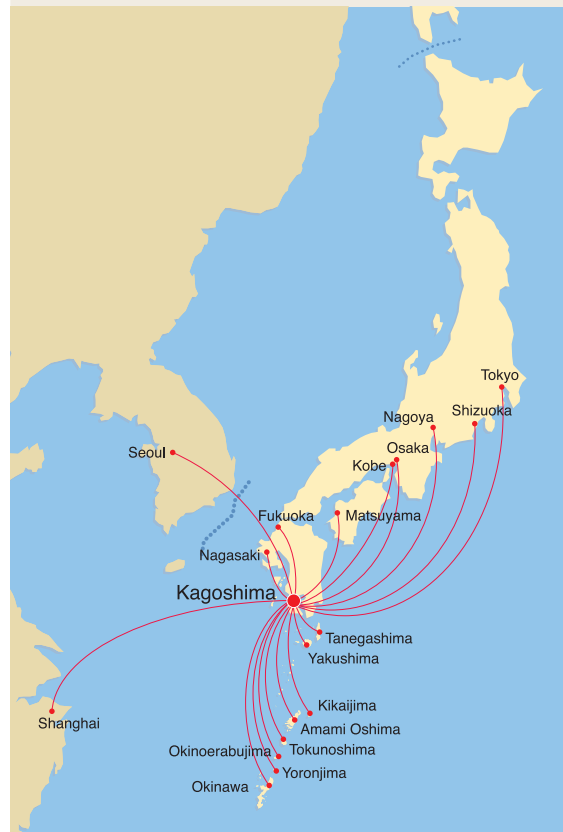 Tokyo
Shizuoka
Nagoya
Osaka
Kobe
Seoul
Fukuoka
Matsuyama
Nagasaki
Kagoshima
Tanegashima
Yakushima
Kikaijima
Shanghai
Amami Oshima
Tokunoshima
Okinoerabujima
Yoronjima
Okinawa